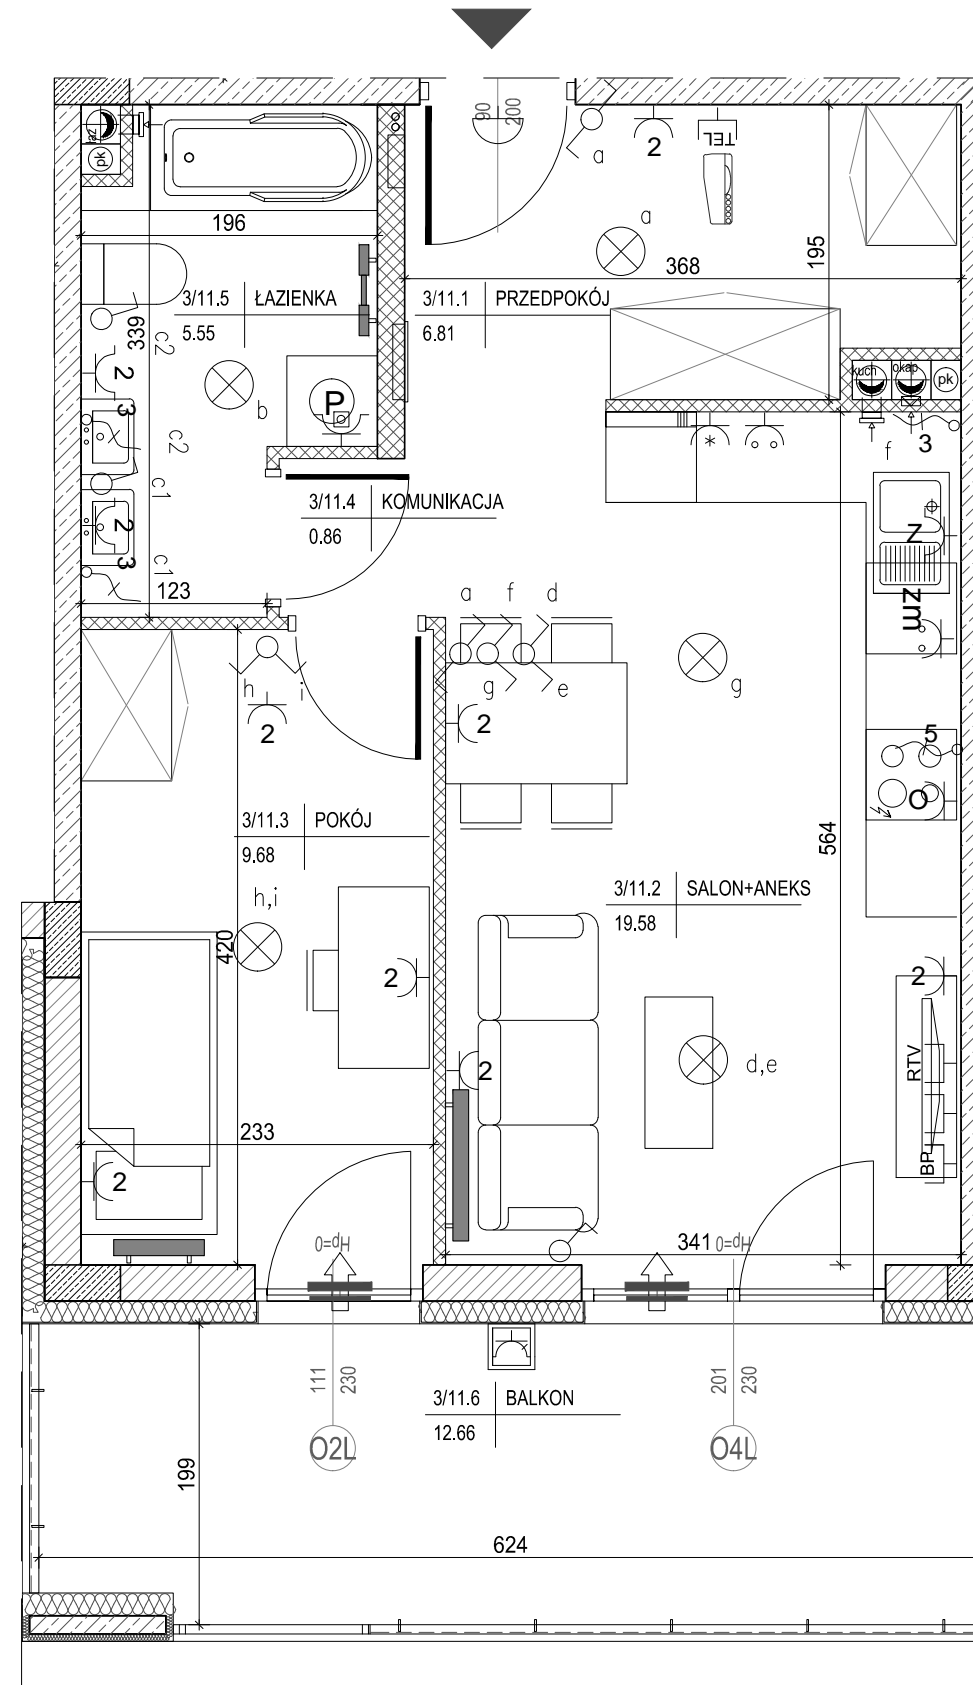 90
200
łaz
pk
a
2
TEL
196
a
368
195
3/11.5 ŁAZIENKA
5.55
3/11.1 PRZEDPOKÓJ
6.81
339
c2
2
b
P
kuch
okap
pk
3
c2
*
f
3
c1
3/11.4 KOMUNIKACJA
0.86
2
Z
3
c1
123
zm
a
f
d
g
e
g
h
i
2
2
5
O
3/11.3 POKÓJ
9.68
564
h,i
3/11.2 SALON+ANEKS
19.58
420
2
2
RTV
2
d,e
233
BP
2
Hp=0
341
Hp=0
111
230
201
230
3/11.6 BALKON
12.66
O2L
O4L
199
624